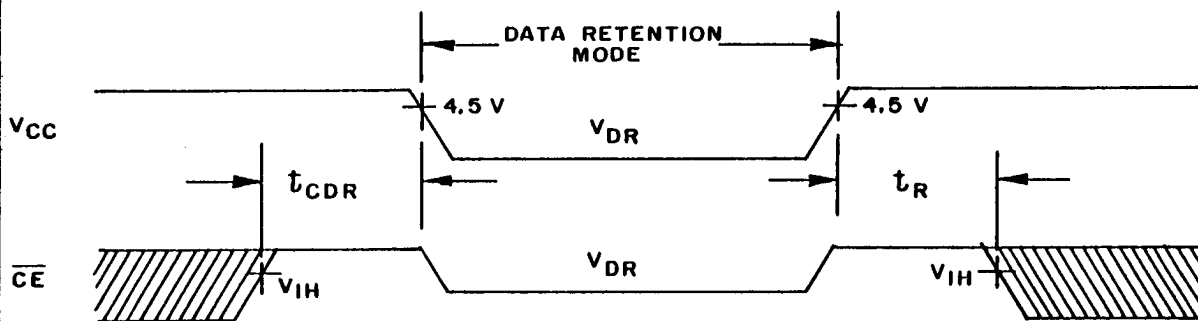 DATA RETENTION
MODE
4.5 V
4.5 V
VCC
VDR
tCDR
tR
CE
VIH
VDR
VIH